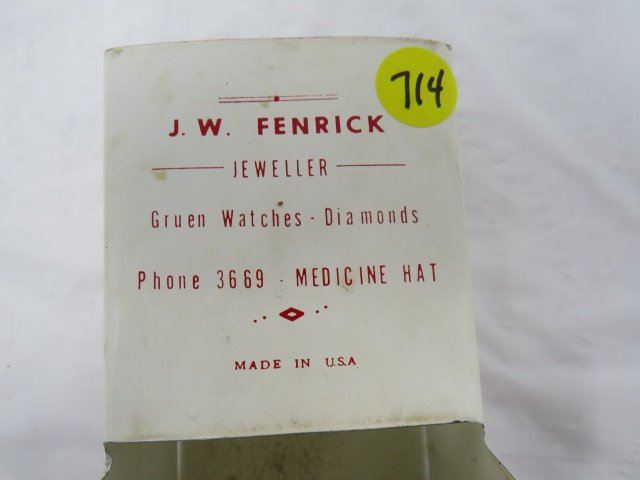 714
J. W. FENRICK
JEWELLER
Gruen Watches - Diamonds
Phone 3669 - MEDICINE HAT
MADE IN U.S.A.